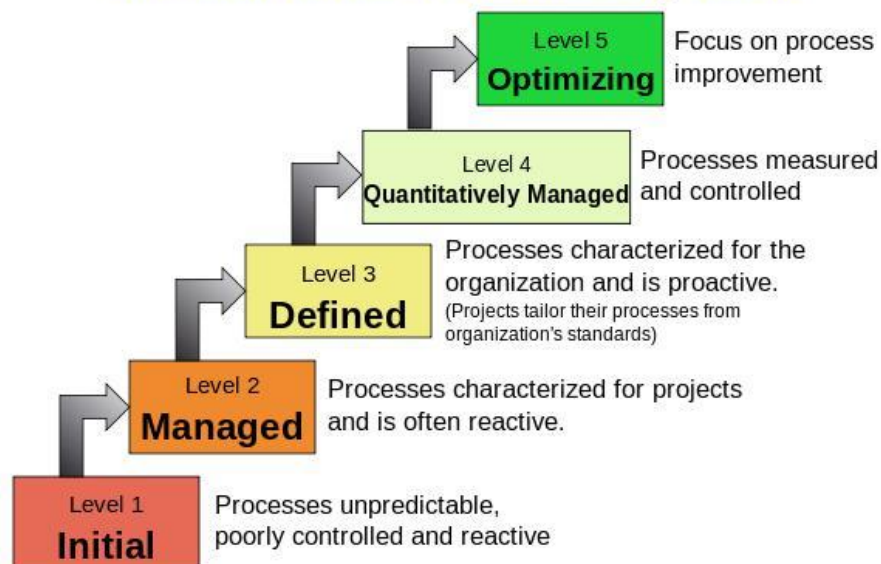 Level 5
Optimizing
Focus on process
improvement
Level 4
Quantitatively Managed
Processes measured
and controlled
Level 3
Defined
Processes characterized for the
organization and is proactive.
(Projects tailor their processes from
organization's standards)
Level 2
Managed
Processes characterized for projects
and is often reactive.
Level 1
Initial
Processes unpredictable,
poorly controlled and reactive